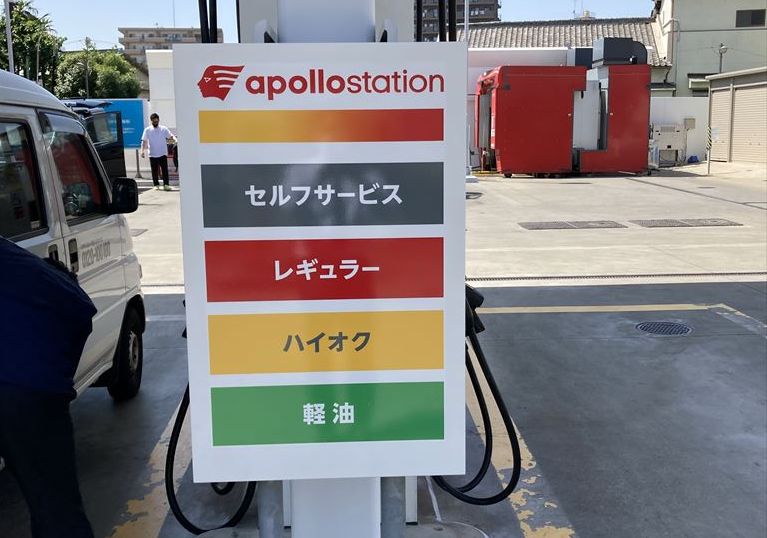 apollostation
セルフサービス
レギュラー
ハイオク
軽油